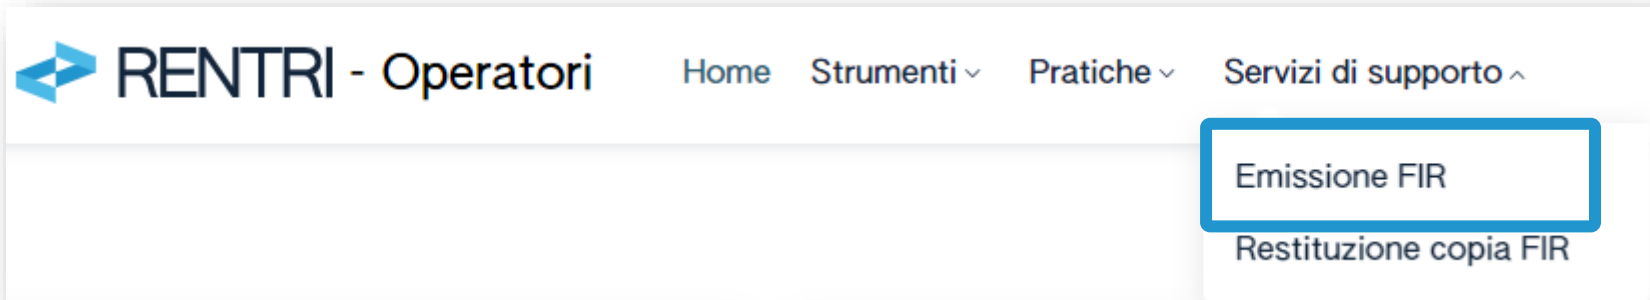 RENTRI - Operatori Home Strumenti Pratiche Servizi di supporto
Emissione FIR
Restituzione copia FIR